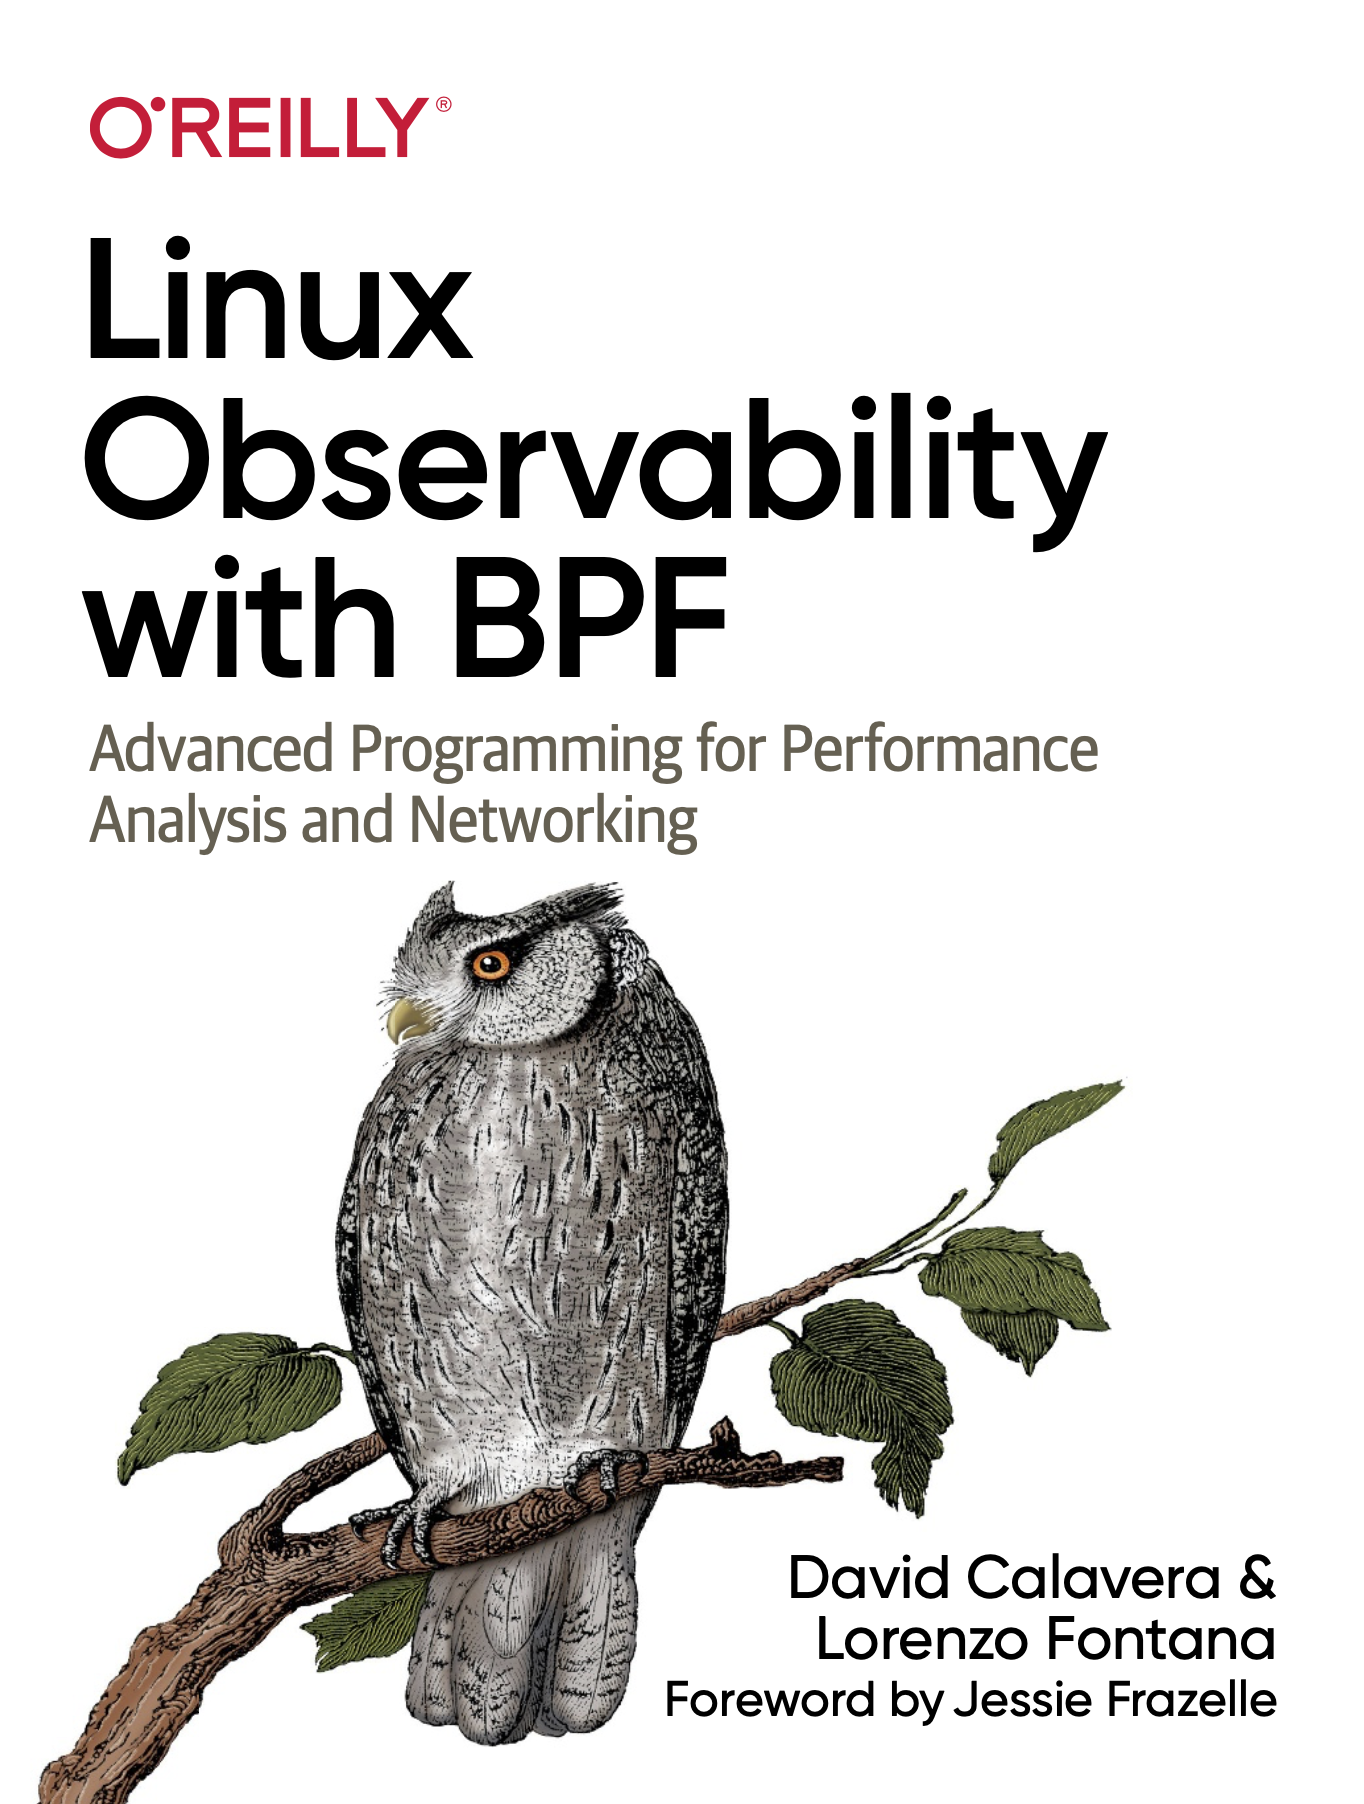 O'REILLY®
Linux
Observability
with BPF
Advanced Programming for Performance
Analysis and Networking
David Calavera &
Lorenzo Fontana
Foreword by Jessie Frazelle